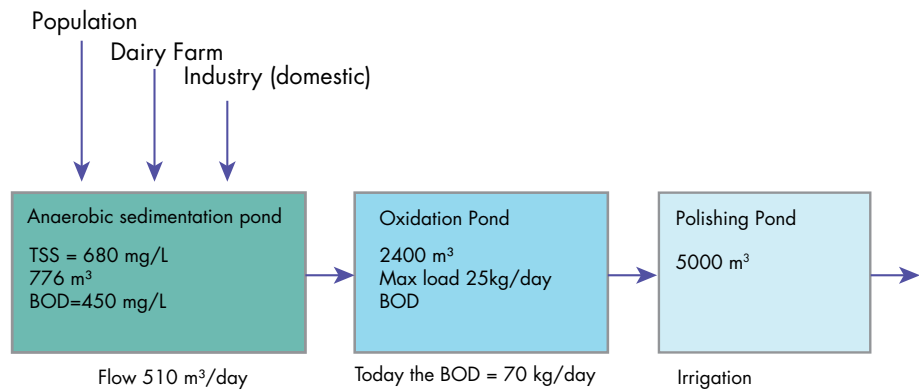 Population
Dairy Farm
Industry (domestic)
Anaerobic sedimentation pond
TSS = 680 mg/L
776 m³
BOD=450 mg/L
Flow 510 m³/day
Oxidation Pond
2400 m³
Max load 25kg/day
BOD
Today the BOD = 70 kg/day
Polishing Pond
5000 m³
Irrigation